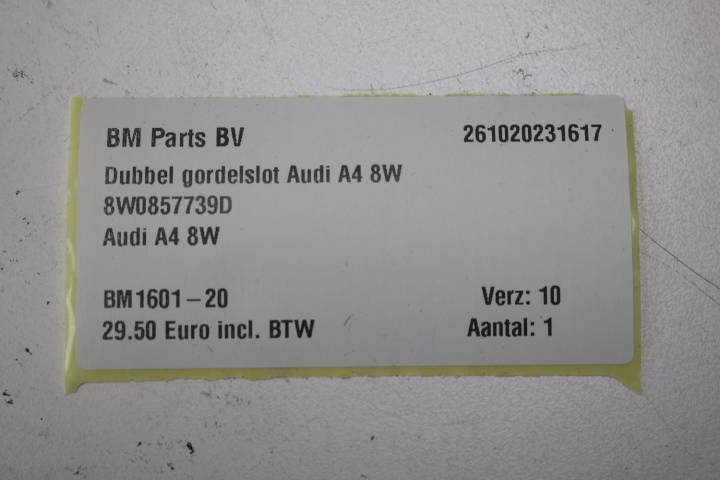 BM Parts BV 261020231617
Dubbel gordelslot Audi A4 8W
8W0857739D
Audi A4 8W
BM1601-20 Verz: 10
29.50 Euro incl. BTW Aantal: 1